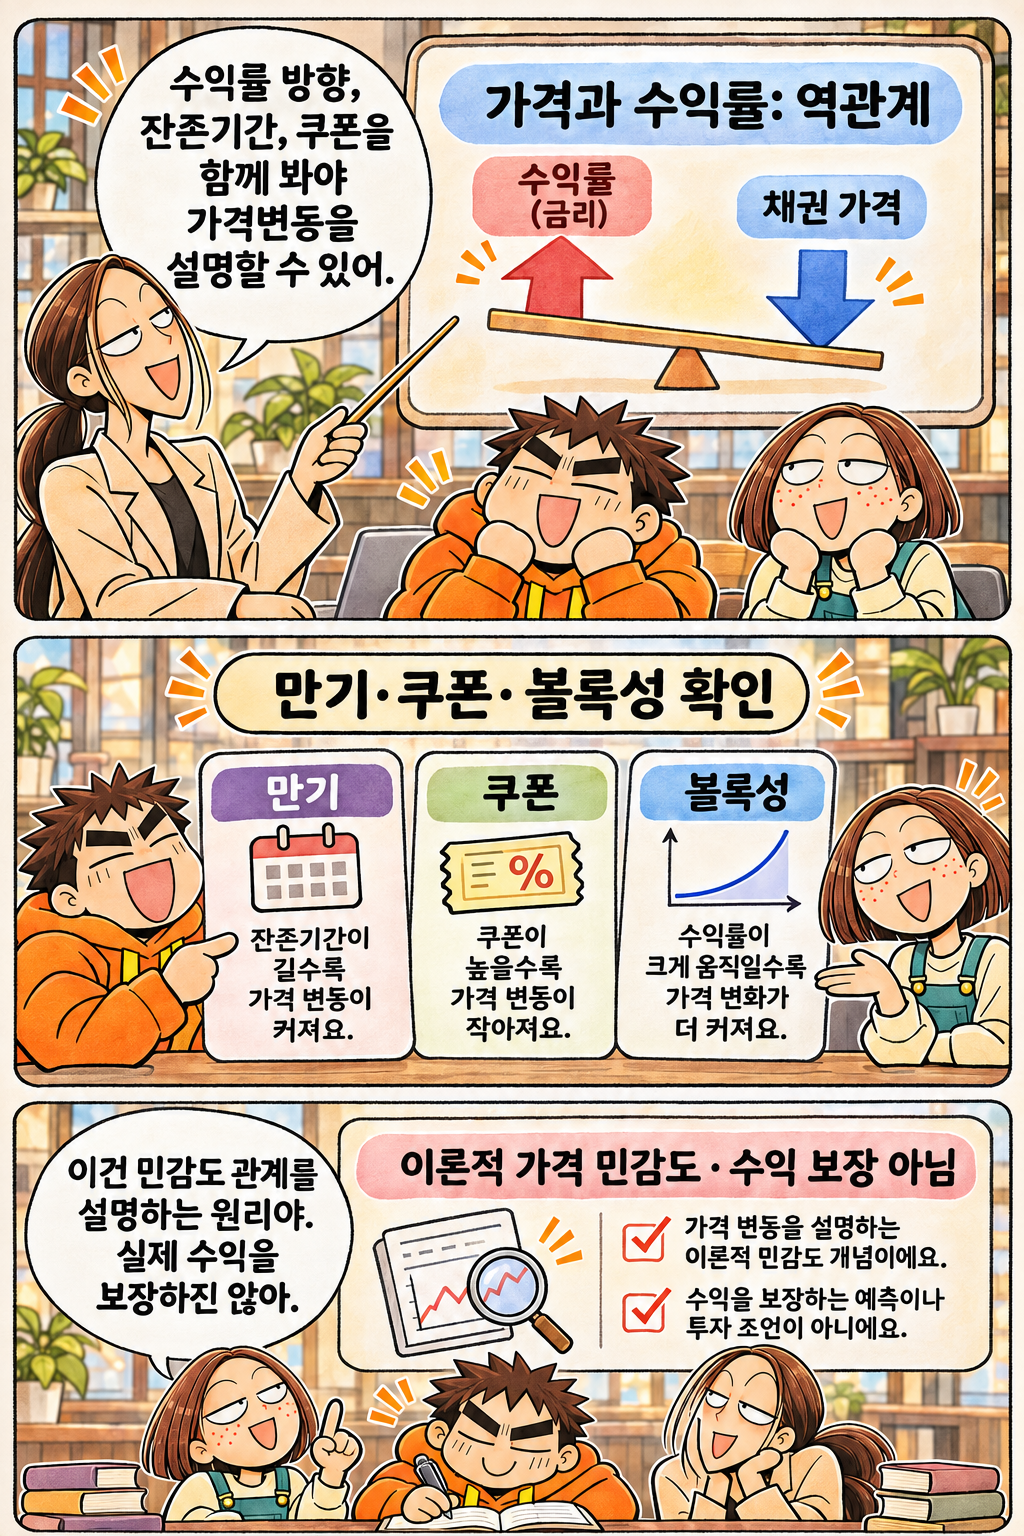 수익률 방향,
잔존기간, 쿠폰을
함께 봐야
가격변동을
설명할 수 있어.
가격과 수익률: 역관계
수익률
(금리)
채권 가격
만기·쿠폰·볼록성 확인
만기
잔존기간이
길수록
가격 변동이
커져요.
쿠폰
%
쿠폰이
높을수록
가격 변동이
작아져요.
볼록성
수익률이
크게 움직일수록
가격 변화가
더 커져요.
이건 민감도 관계를
설명하는 원리야.
실제 수익을
보장하진 않아.
이론적 가격 민감도·수익 보장 아님
가격 변동을 설명하는
이론적 민감도 개념이에요.
수익을 보장하는 예측이나
투자 조언이 아니에요.